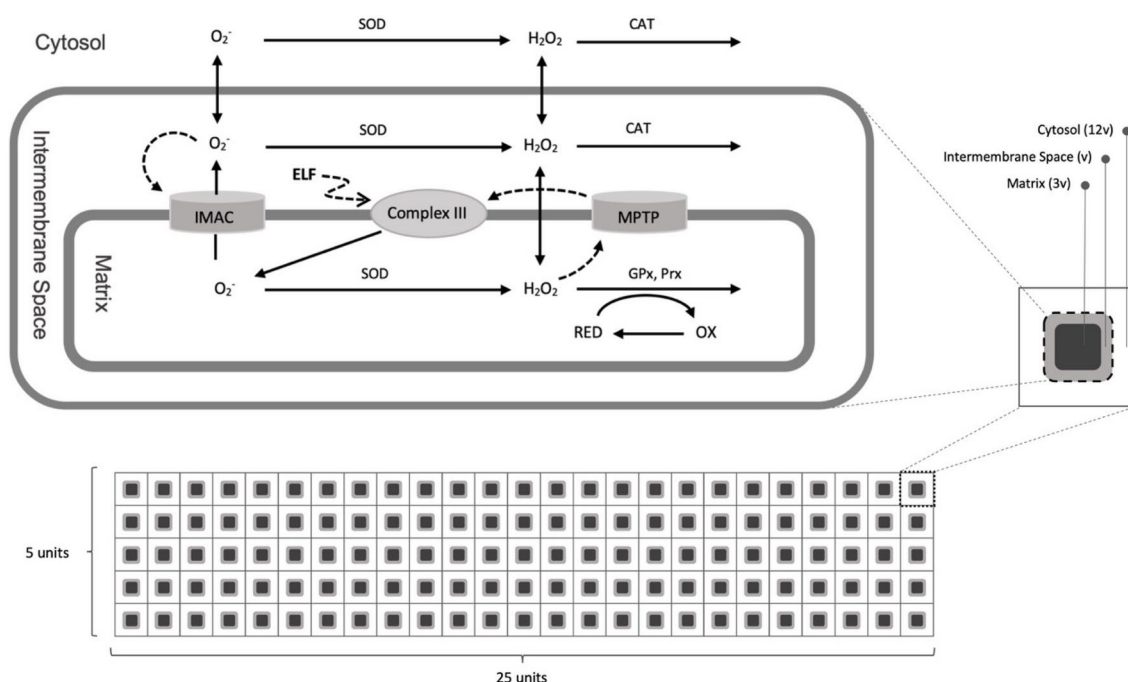 Cytosol
O₂⁻ SOD H₂O₂ CAT
Intermembrane Space
O₂⁻ SOD H₂O₂ CAT
ELF
IMAC Complex III MPTP
Matrix
O₂⁻ SOD H₂O₂ GPx, Prx
RED OX
Cytosol (12v)
Intermembrane Space (v)
Matrix (3v)
5 units
25 units